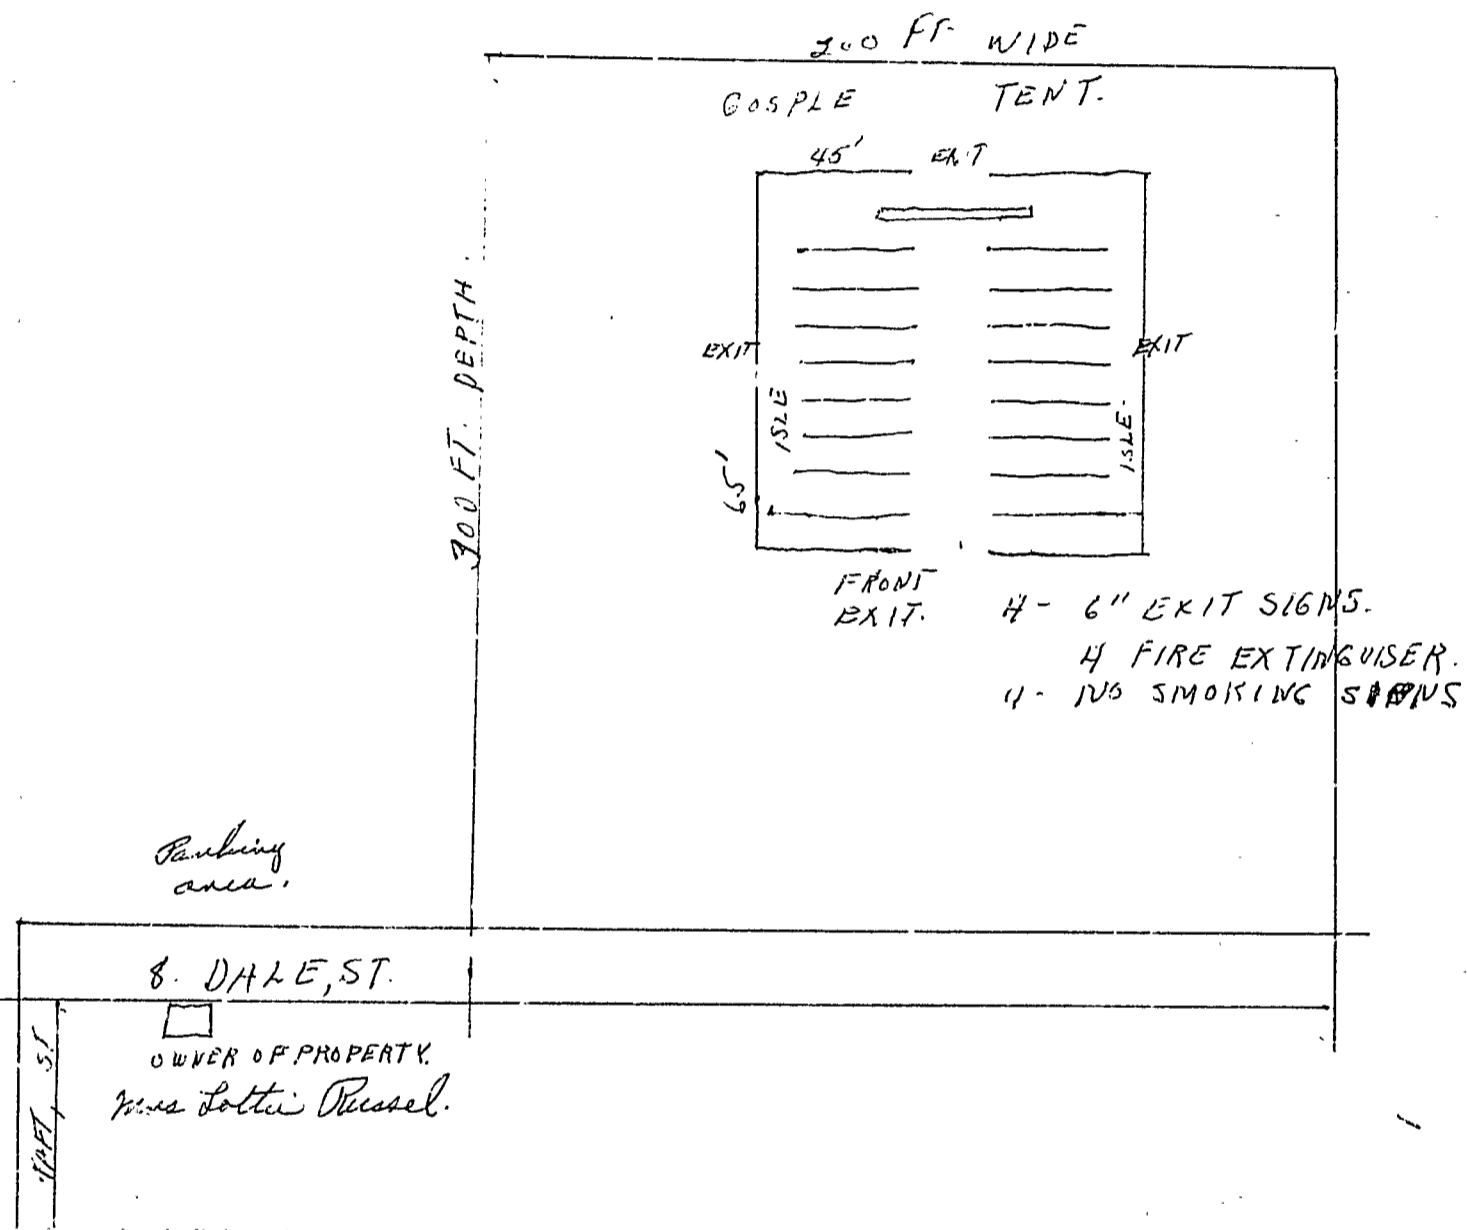 200 FT. WIDE
GOSPLE TENT.
45' EXIT
300 FT. DEPTH.
EXIT EXIT
ISLE ISLE.
65'
FRONT
EXIT.
4 - 6" EXIT SIGNS.
4 FIRE EXTINGUISER.
4 - NO SMOKING SIGNS
Parking
area.
8. DALE, ST.
OWNER OF PROPERTY.
Mrs Lottie Russel.
TAFT, ST